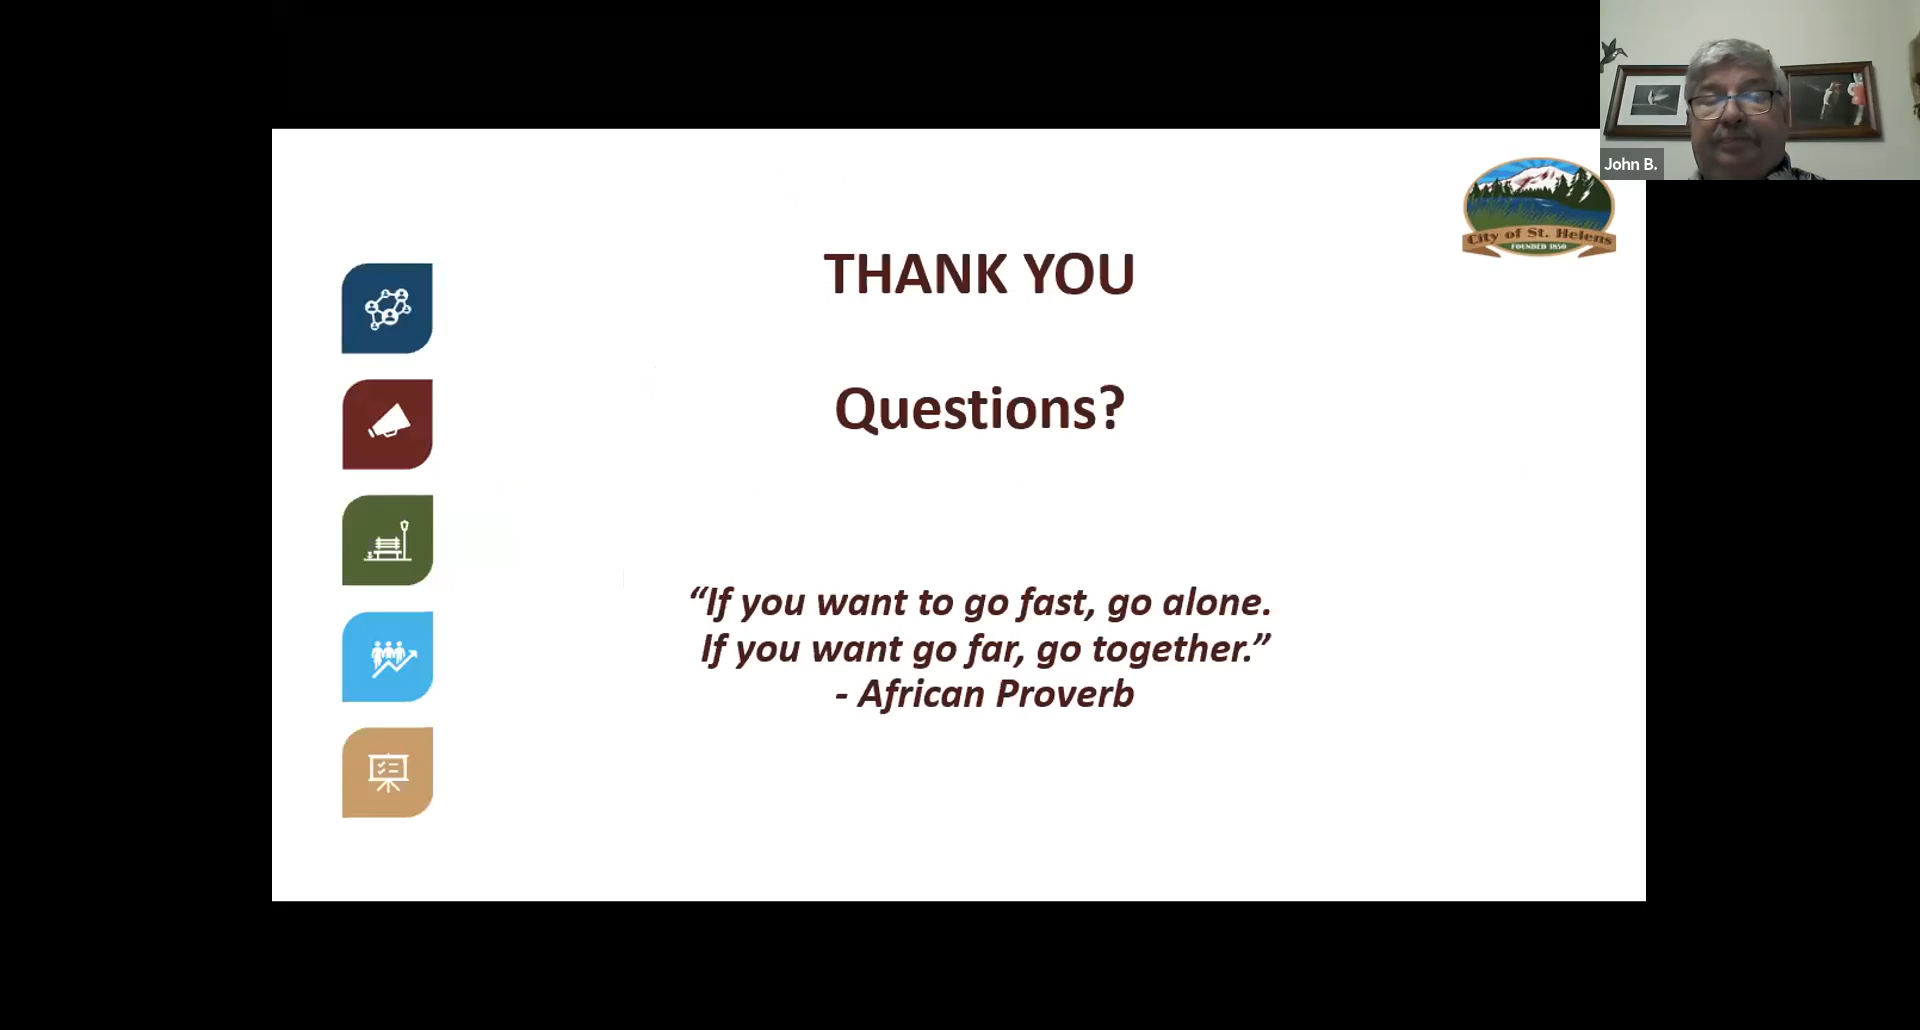 John B.
City of St. Helens
FOUNDED 1850
THANK YOU
Questions?
“If you want to go fast, go alone.
If you want go far, go together.”
- African Proverb